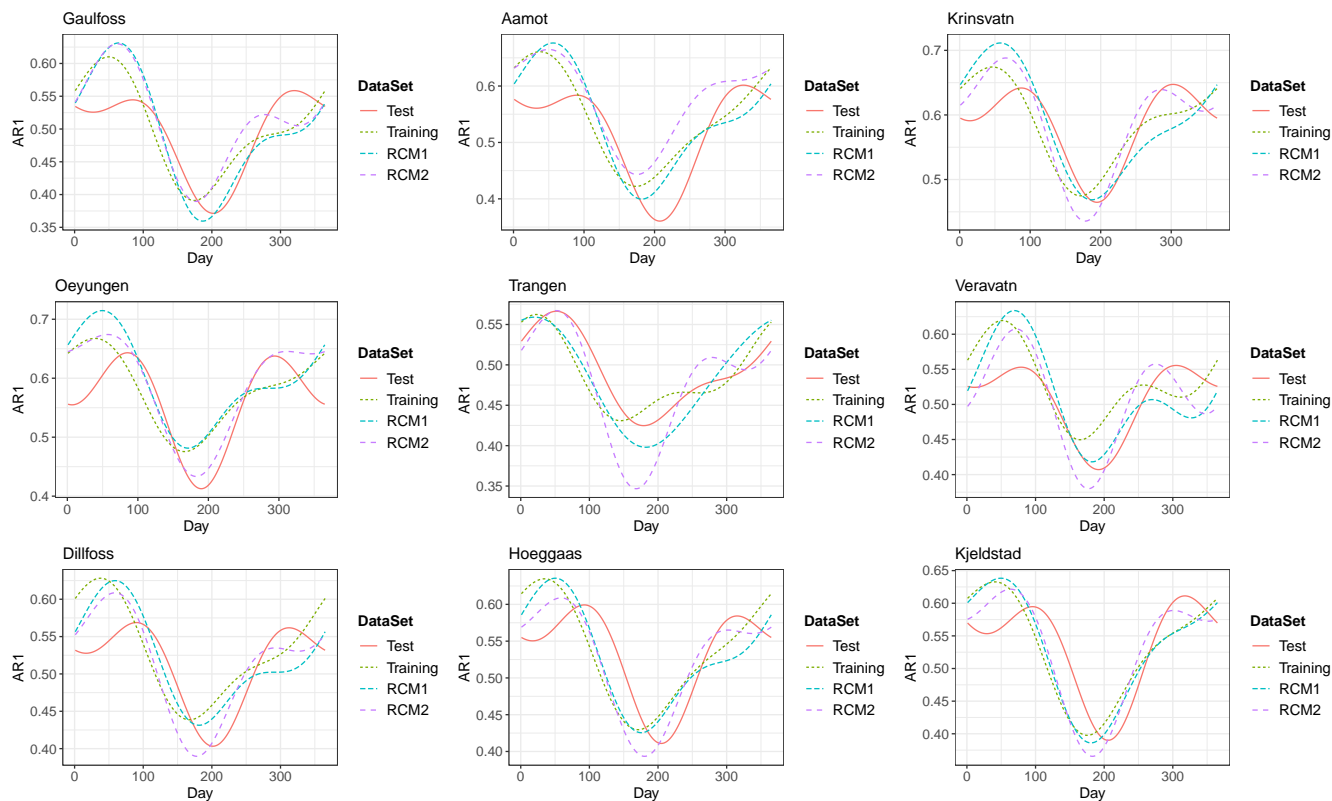 Gaulfoss
AR1
0.60
0.55
0.50
0.45
0.40
0.35
0
100
200
300
Day
DataSet
Test
Training
RCM1
RCM2
Aamot
AR1
0.6
0.5
0.4
0
100
200
300
Day
DataSet
Test
Training
RCM1
RCM2
Krinsvatn
AR1
0.7
0.6
0.5
0
100
200
300
Day
DataSet
Test
Training
RCM1
RCM2
Oeyungen
AR1
0.7
0.6
0.5
0.4
0
100
200
300
Day
DataSet
Test
Training
RCM1
RCM2
Trangen
AR1
0.55
0.50
0.45
0.40
0.35
0
100
200
300
Day
DataSet
Test
Training
RCM1
RCM2
Veravatn
AR1
0.60
0.55
0.50
0.45
0.40
0
100
200
300
Day
DataSet
Test
Training
RCM1
RCM2
Dillfoss
AR1
0.60
0.55
0.50
0.45
0.40
0
100
200
300
Day
DataSet
Test
Training
RCM1
RCM2
Hoeggaas
AR1
0.60
0.55
0.50
0.45
0.40
0
100
200
300
Day
DataSet
Test
Training
RCM1
RCM2
Kjeldstad
AR1
0.65
0.60
0.55
0.50
0.45
0.40
0
100
200
300
Day
DataSet
Test
Training
RCM1
RCM2